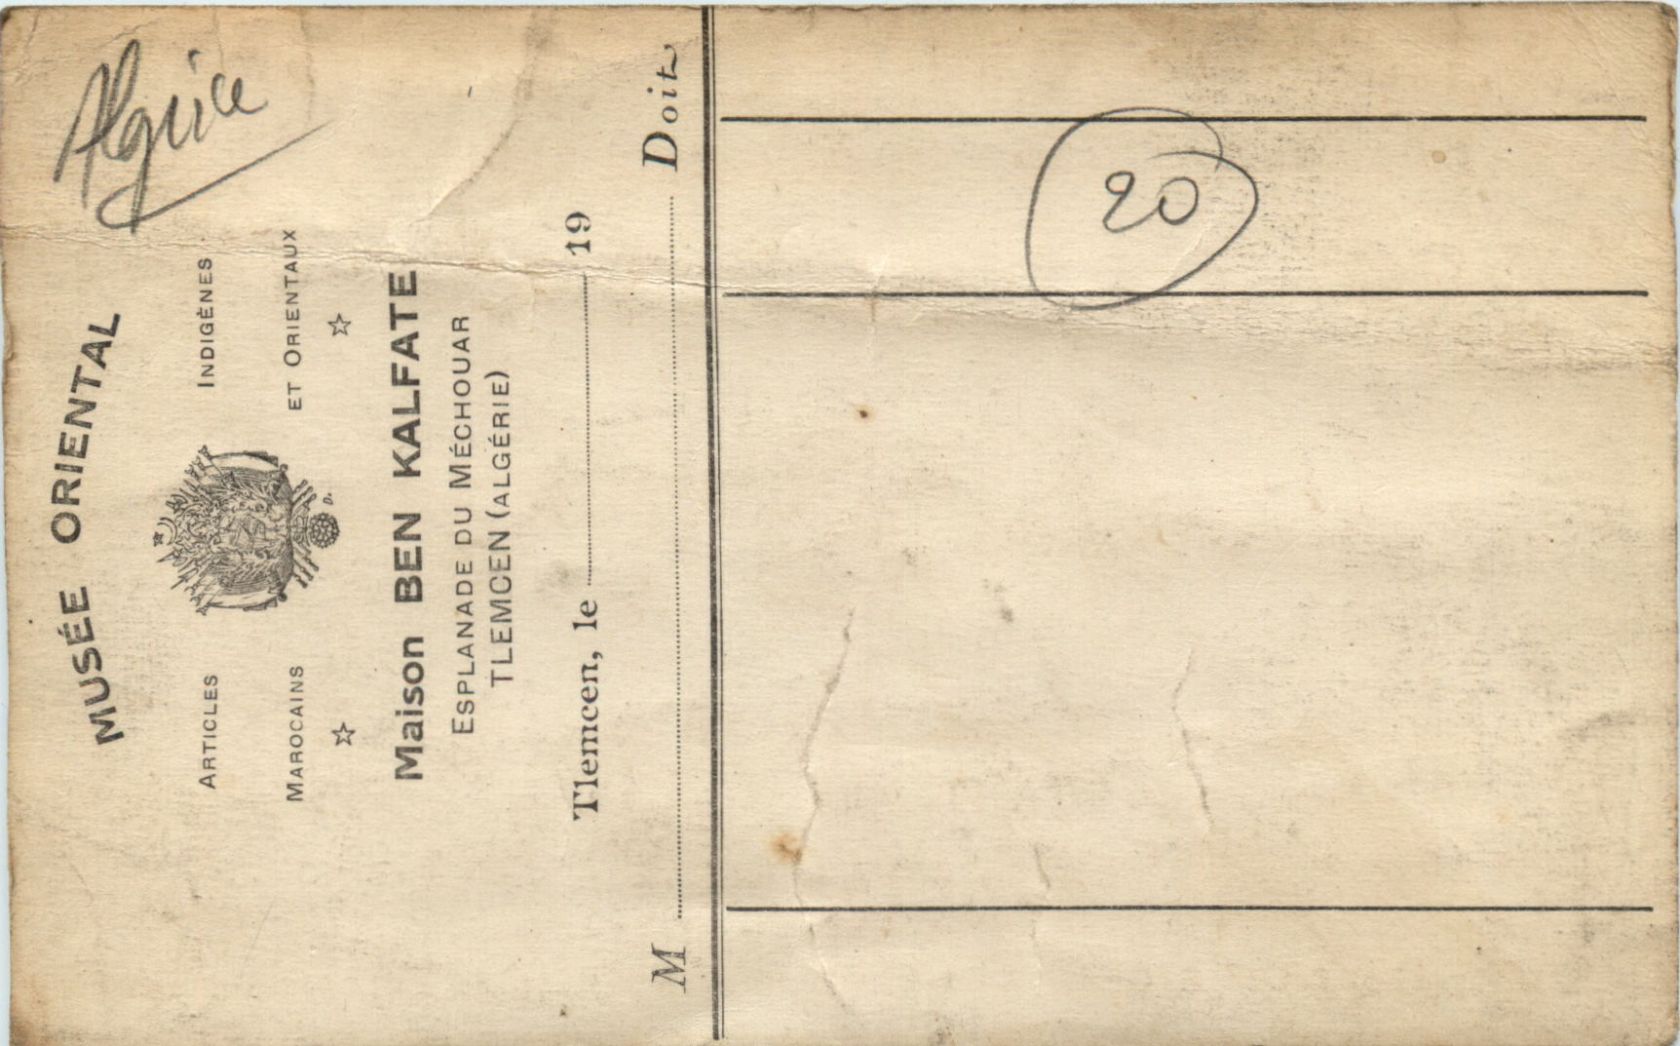 Algérie
MUSÉE ORIENTAL
ARTICLES INDIGÈNES
MAROCAINS ET ORIENTAUX
Maison BEN KALFATE
ESPLANADE DU MÉCHOUAR
TLEMCEN (ALGÉRIE)
Tlemcen, le 19
M Doit
20